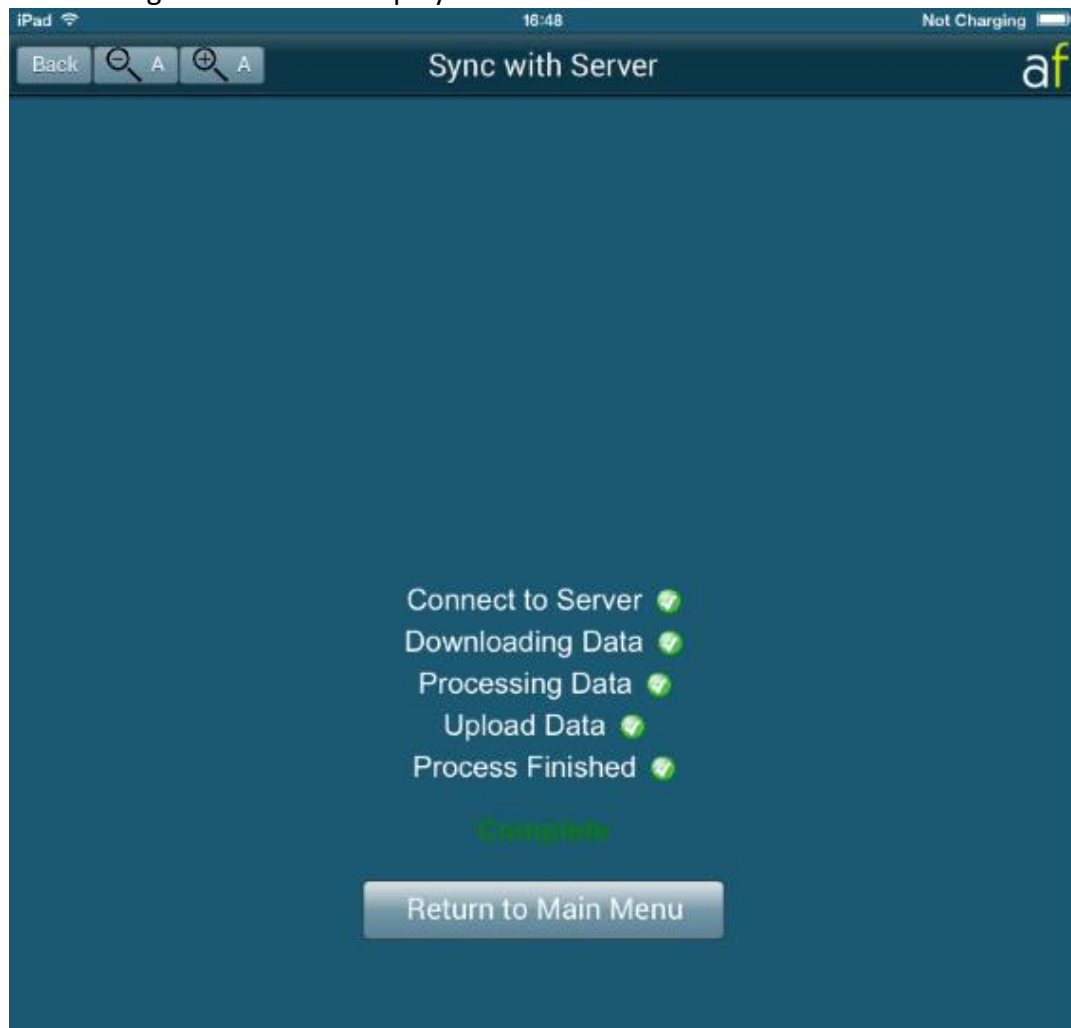 iPad 16:48 Not Charging
Back A A Sync with Server af
Connect to Server
Downloading Data
Processing Data
Upload Data
Process Finished
Complete
Return to Main Menu